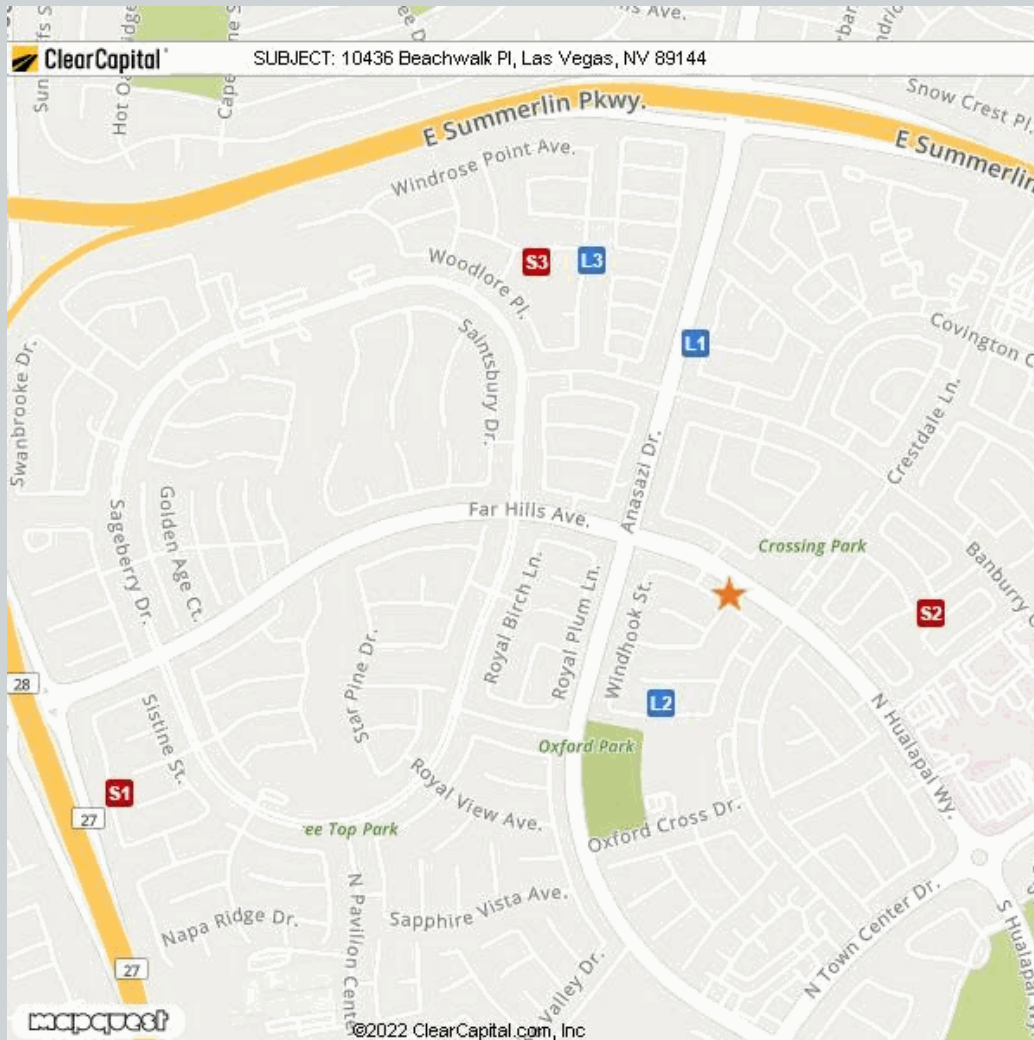 ClearCapital
SUBJECT: 10436 Beachwalk Pl, Las Vegas, NV 89144
E Summerlin Pkwy.
Snow Crest Pl.
E Summerlin
Windrose Point Ave.
Woodlore Pl.
S3
L3
L1
Saintsbury Dr.
Covington C
Swanbrooke Dr.
Crestdale Ln.
Anasazi Dr.
Sageberry Dr.
Golden Age Ct.
Far Hills Ave.
Crossing Park
Banburry
Royal Birch Ln.
Royal Plum Ln.
Windhook St.
S2
28
Star Pine Dr.
L2
Sistine St.
N Hualapai Wy.
Oxford Park
S1
27
Royal View Ave.
Oxford Cross Dr.
ee Top Park
N Pavilion Cente
Sapphire Vista Ave.
Napa Ridge Dr.
N Town Center Dr.
S Hualapai W
27
Valley Dr.
mapquest
©2022 ClearCapital.com, Inc